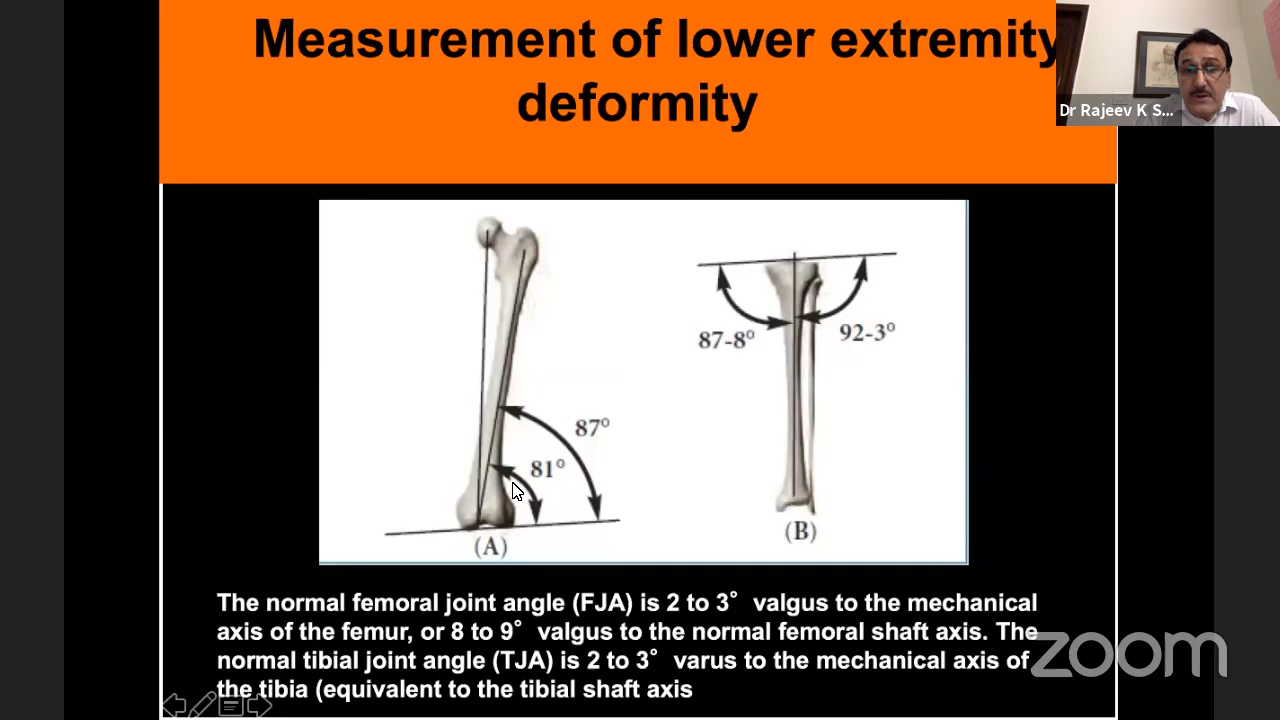 Measurement of lower extremity
deformity
Dr Rajeev K S...
87°
81°
(A)
87-8°
92-3°
(B)
The normal femoral joint angle (FJA) is 2 to 3° valgus to the mechanical
axis of the femur, or 8 to 9° valgus to the normal femoral shaft axis. The
normal tibial joint angle (TJA) is 2 to 3° varus to the mechanical axis of
the tibia (equivalent to the tibial shaft axis
zoom